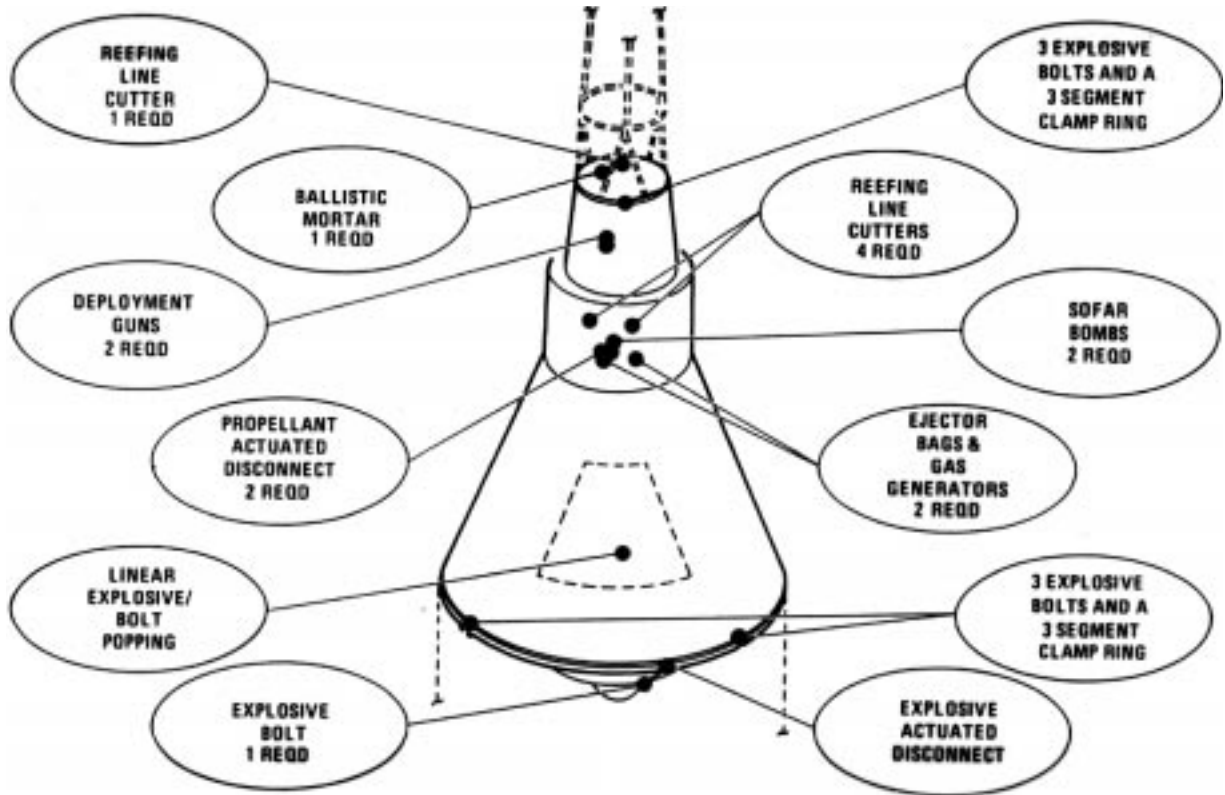 REEFING
LINE
CUTTER
1 REQD
3 EXPLOSIVE
BOLTS AND A
3 SEGMENT
CLAMP RING
BALLISTIC
MORTAR
1 REQD
REEFING
LINE
CUTTERS
4 REQD
DEPLOYMENT
GUNS
2 REQD
SOFAR
BOMBS
2 REQD
PROPELLANT
ACTUATED
DISCONNECT
2 REQD
EJECTOR
BAGS &
GAS
GENERATORS
2 REQD
LINEAR
EXPLOSIVE/
BOLT
POPPING
3 EXPLOSIVE
BOLTS AND A
3 SEGMENT
CLAMP RING
EXPLOSIVE
BOLT
1 REQD
EXPLOSIVE
ACTUATED
DISCONNECT